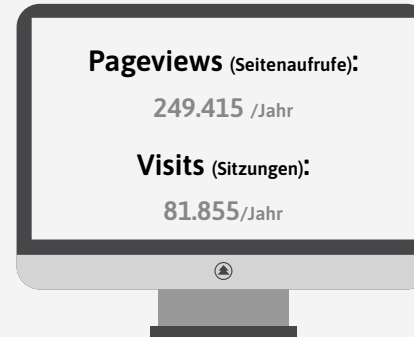 Pageviews (Seitenaufrufe):
249.415 /Jahr
Visits (Sitzungen):
81.855/Jahr